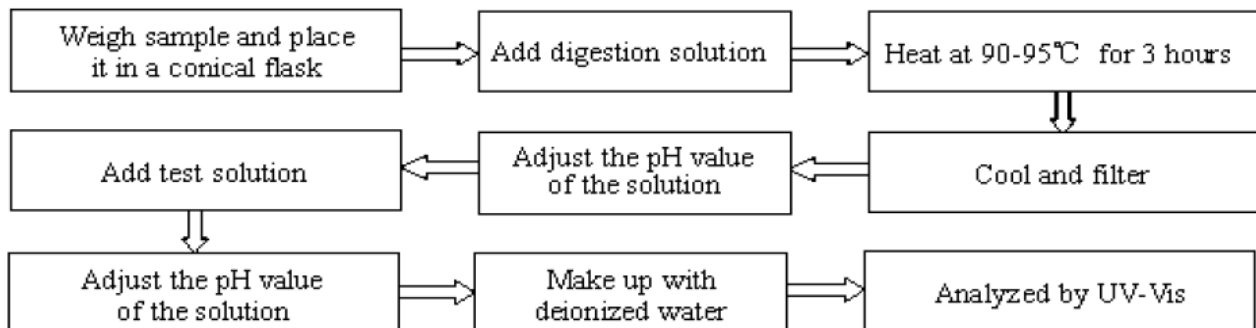 Weigh sample and place
it in a conical flask
Add digestion solution
Heat at 90-95℃ for 3 hours
Cool and filter
Adjust the pH value
of the solution
Add test solution
Adjust the pH value
of the solution
Make up with
deionized water
Analyzed by UV-Vis